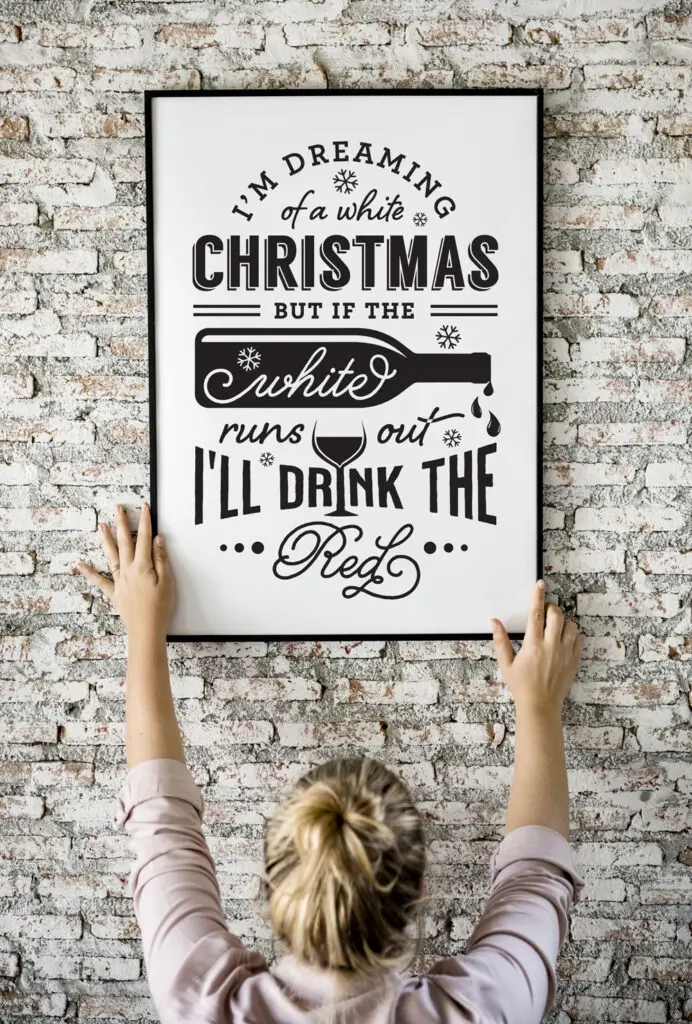 I'M DREAMING
of a white
CHRISTMAS
BUT IF THE
white
runs out
I'LL DRINK THE
Red